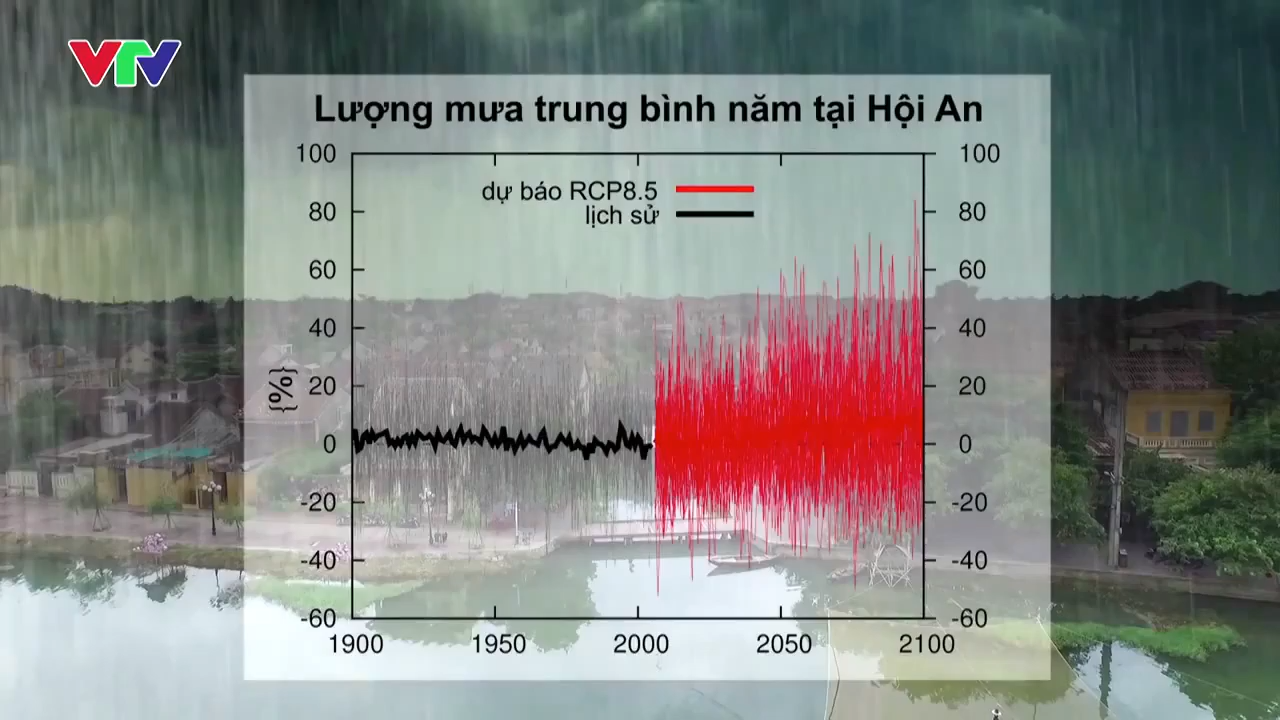 VTV
Lượng mưa trung bình năm tại Hội An
100 100
dự báo RCP8.5
80 80
lịch sử
60 60
40 40
{%}
20 20
0 0
-20 -20
-40 -40
-60 -60
1900 1950 2000 2050 2100